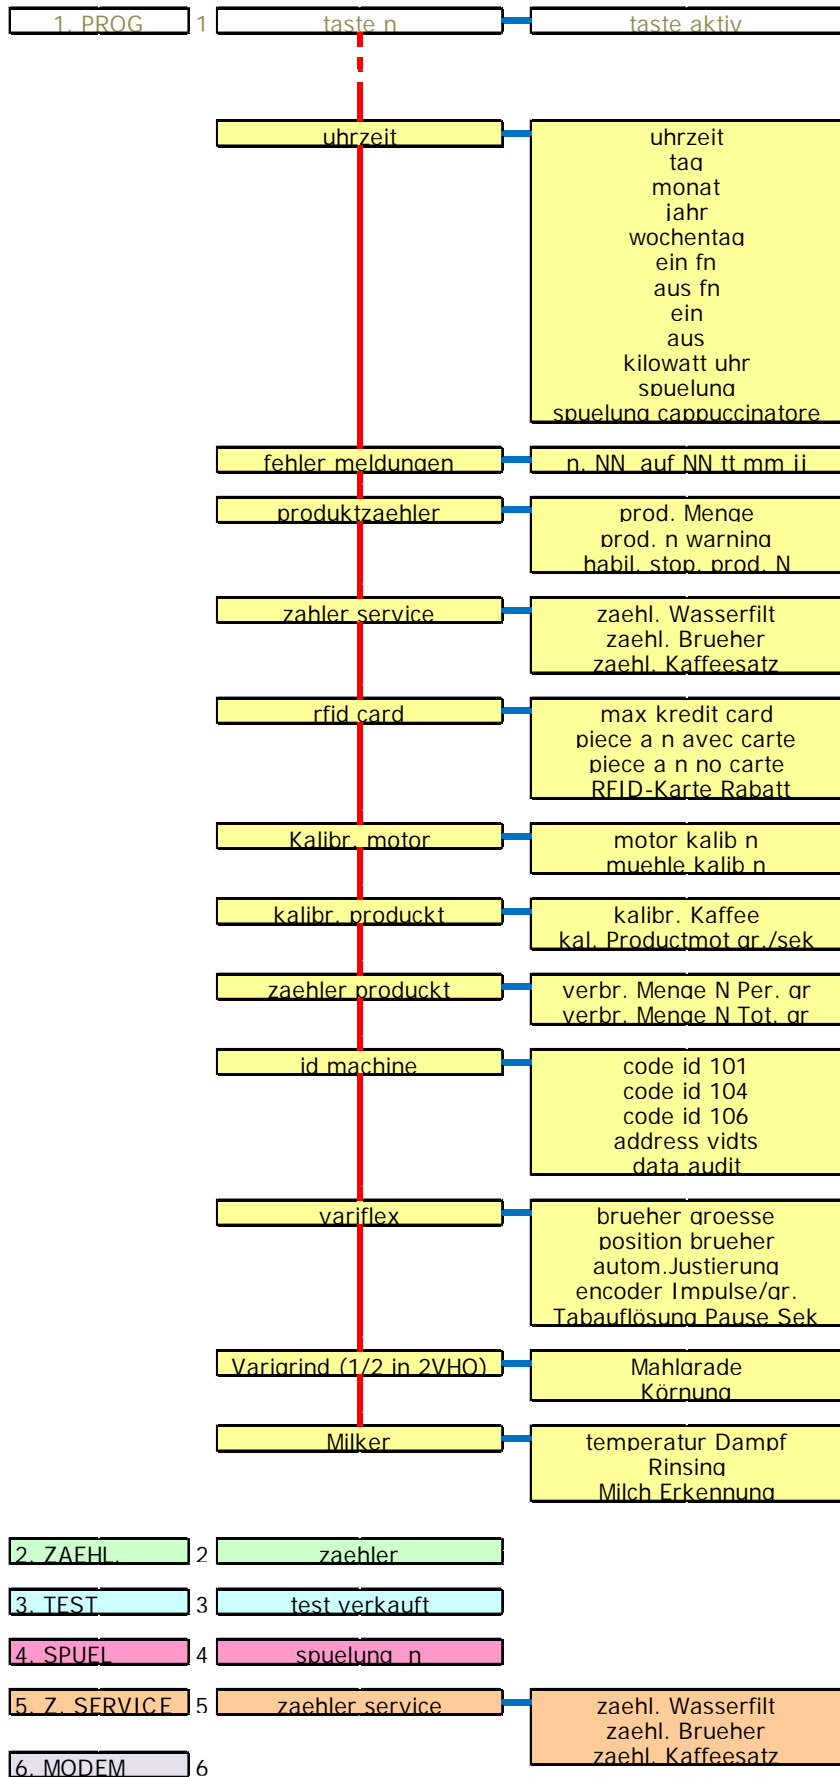 1. PROG 1 taste n taste aktiv
uhrzeit uhrzeit
tag
monat
jahr
wochentag
ein fn
aus fn
ein
aus
kilowatt uhr
spuelung
spuelung cappuccinatore
fehler meldungen n. NN auf NN tt mm jj
produktzaehler prod. Menge
prod. n warning
habil. stop. prod. N
zahler service zaehl. Wasserfilt
zaehl. Brueher
zaehl. Kaffeesatz
rfid card max kredit card
piece a n avec carte
piece a n no carte
RFID-Karte Rabatt
Kalibr. motor motor kalib n
muehle kalib n
kalibr. produckt kalibr. Kaffee
kal. Productmot gr./sek
zaehler produckt verbr. Menge N Per. gr
verbr. Menge N Tot. gr
id machine code id 101
code id 104
code id 106
address vidts
data audit
variflex brueher groesse
position brueher
autom.Justierung
encoder Impulse/gr.
Tabauflösung Pause Sek
Varigrind (1/2 in 2VHO) Mahlgrade
Körnung
Milker temperatur Dampf
Rinsing
Milch Erkennung
2. ZAEHL. 2 zaehler
3. TEST 3 test verkauft
4. SPUEL 4 spuelung n
5. Z. SERVICE 5 zaehler service zaehl. Wasserfilt
zaehl. Brueher
zaehl. Kaffeesatz
6. MODEM 6